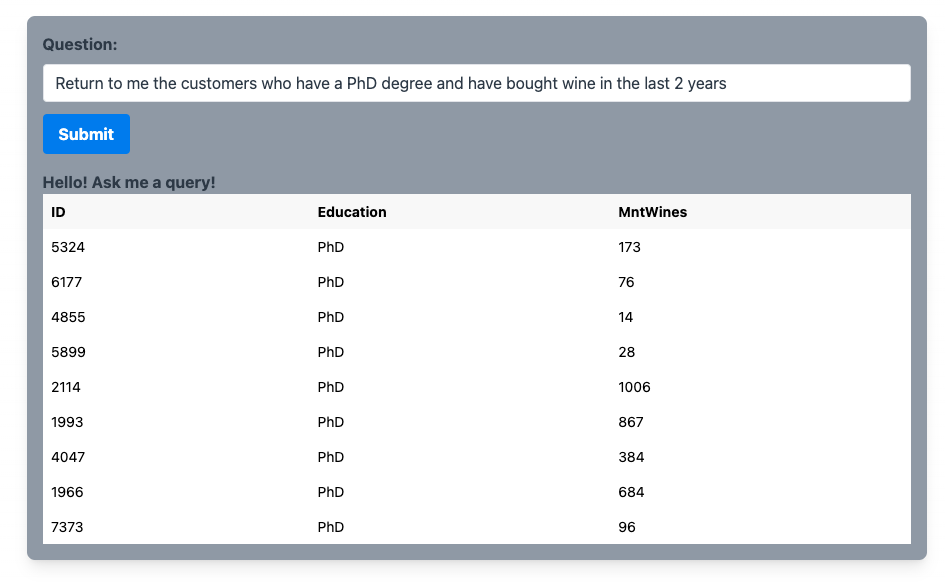 Question:
Return to me the customers who have a PhD degree and have bought wine in the last 2 years
Submit
Hello! Ask me a query!
ID Education MntWines
5324 PhD 173
6177 PhD 76
4855 PhD 14
5899 PhD 28
2114 PhD 1006
1993 PhD 867
4047 PhD 384
1966 PhD 684
7373 PhD 96